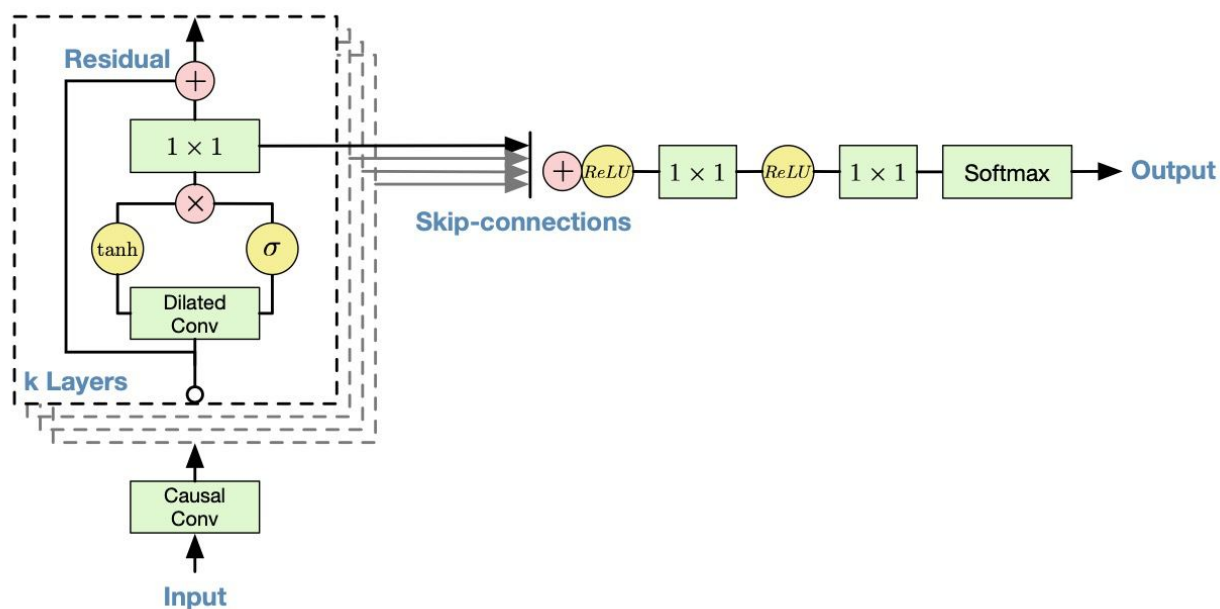 Residual
+
1 × 1
×
tanh
σ
Dilated
Conv
k Layers
Causal
Conv
Input
Skip-connections
+
ReLU
1 × 1
ReLU
1 × 1
Softmax
Output